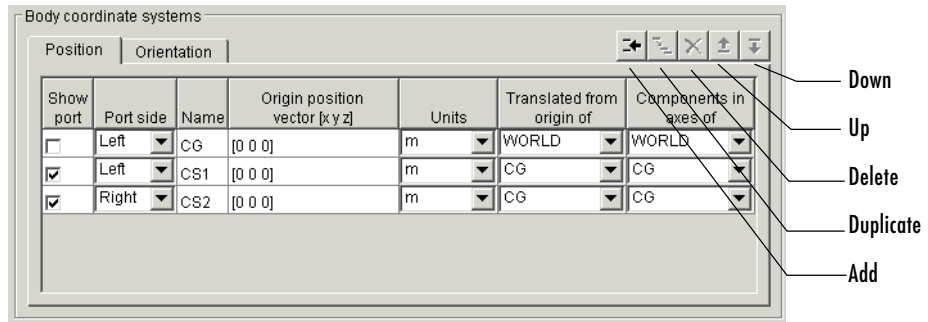 Body coordinate systems
Position Orientation
Show port Port side Name Origin position vector [x y z] Units Translated from origin of Components in axes of
Left CG [0 0 0] m WORLD WORLD
Left CS1 [0 0 0] m CG CG
Right CS2 [0 0 0] m CG CG
Down
Up
Delete
Duplicate
Add